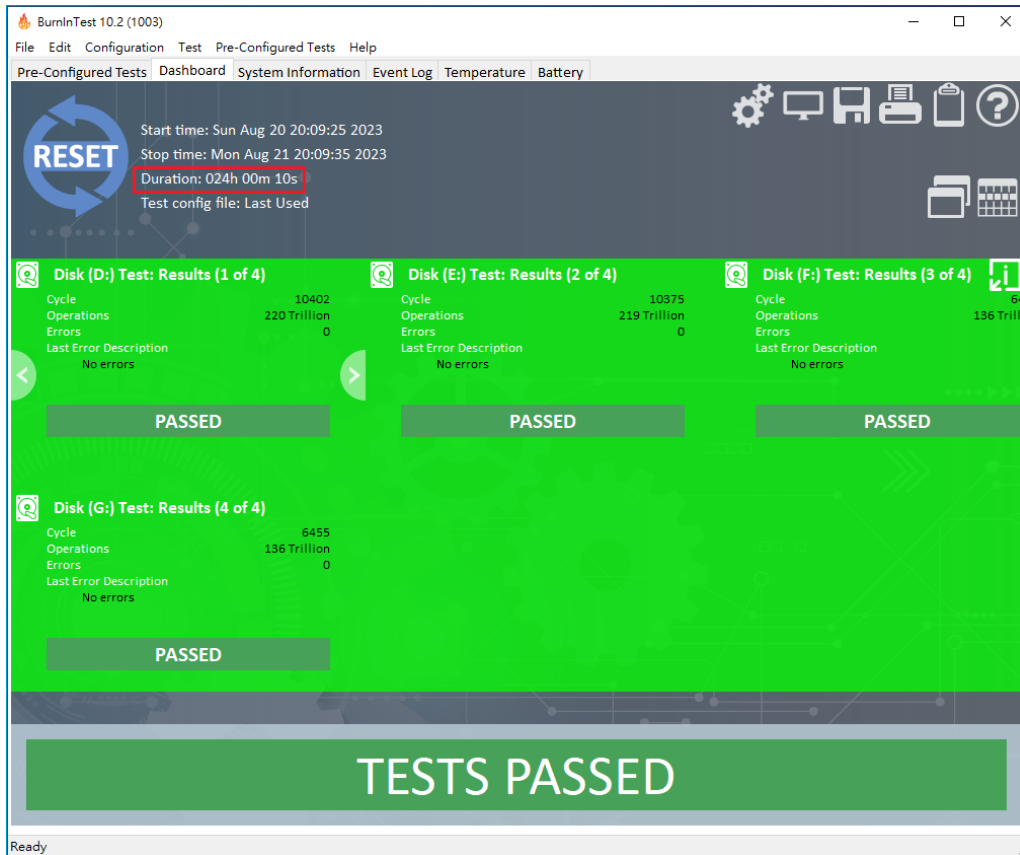 BurnInTest 10.2 (1003)
File Edit Configuration Test Pre-Configured Tests Help
Pre-Configured Tests Dashboard System Information Event Log Temperature Battery
RESET
Start time: Sun Aug 20 20:09:25 2023
Stop time: Mon Aug 21 20:09:35 2023
Duration: 024h 00m 10s
Test config file: Last Used
Disk (D:) Test: Results (1 of 4)
Cycle 10402
Operations 220 Trillion
Errors 0
Last Error Description
No errors
PASSED
Disk (E:) Test: Results (2 of 4)
Cycle 10375
Operations 219 Trillion
Errors 0
Last Error Description
No errors
PASSED
Disk (F:) Test: Results (3 of 4)
Cycle
Operations 136
Errors
Last Error Description
No errors
PASSED
Disk (G:) Test: Results (4 of 4)
Cycle 6455
Operations 136 Trillion
Errors 0
Last Error Description
No errors
PASSED
TESTS PASSED
Ready